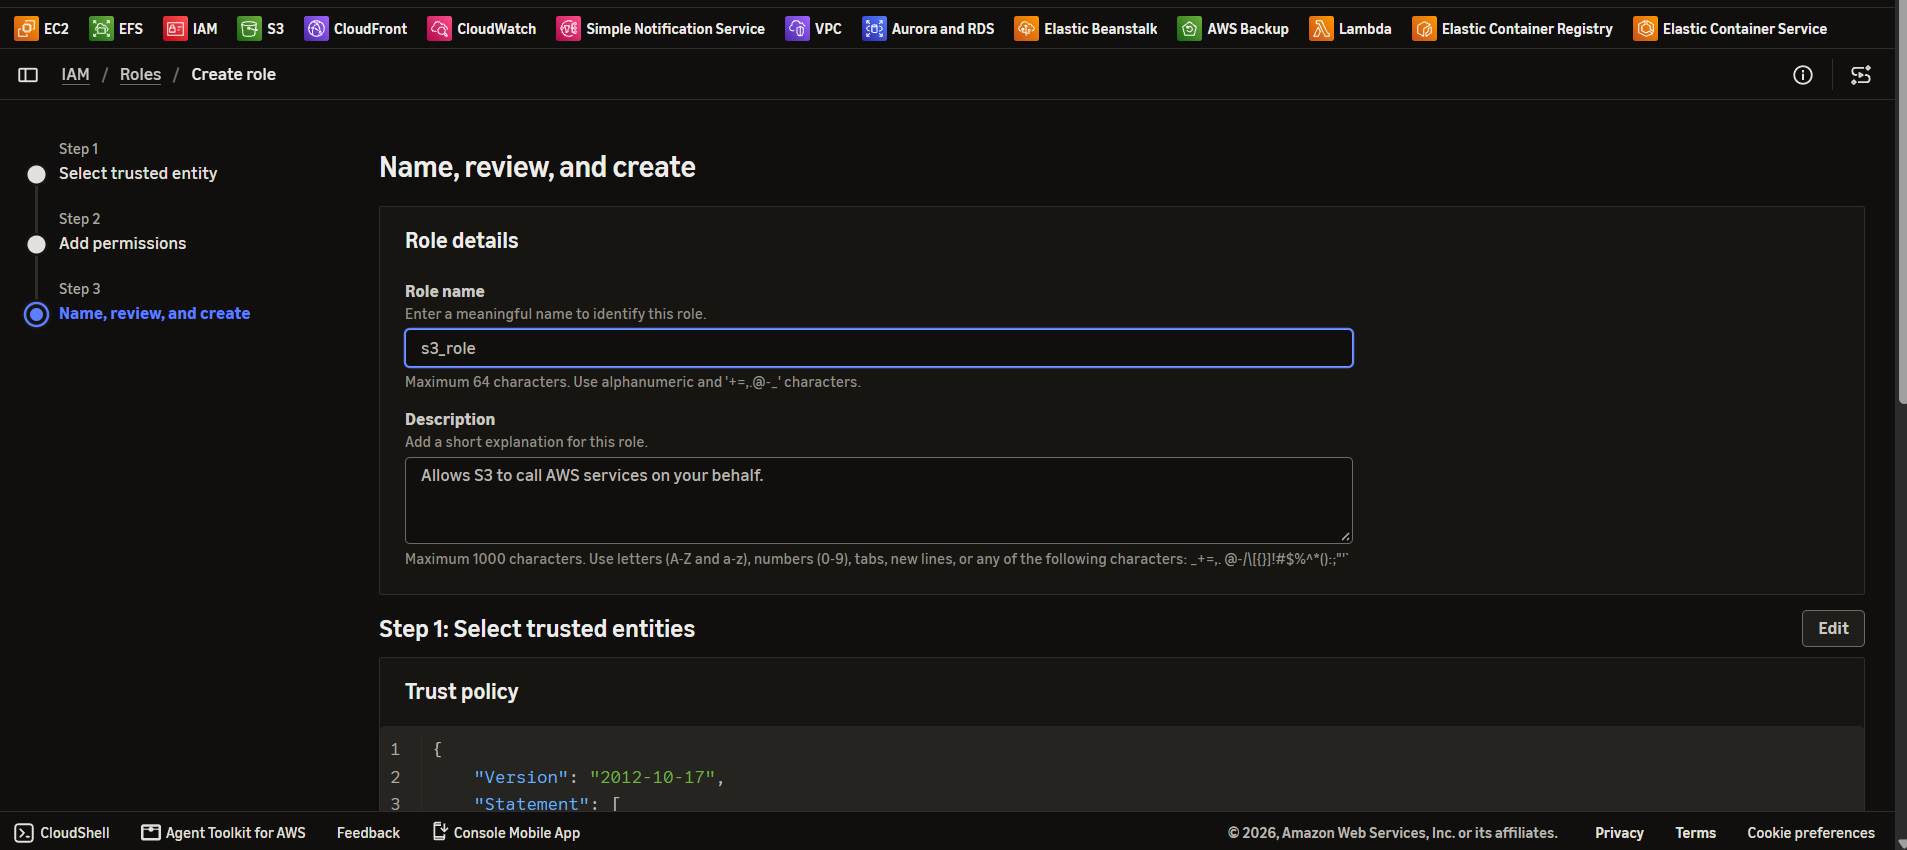 EC2 EFS IAM S3 CloudFront CloudWatch Simple Notification Service VPC Aurora and RDS Elastic Beanstalk AWS Backup Lambda Elastic Container Registry Elastic Container Service
IAM / Roles / Create role
Step 1
Select trusted entity
Step 2
Add permissions
Step 3
Name, review, and create
Name, review, and create
Role details
Role name
Enter a meaningful name to identify this role.
s3_role
Maximum 64 characters. Use alphanumeric and '+=,.@-_' characters.
Description
Add a short explanation for this role.
Allows S3 to call AWS services on your behalf.
Maximum 1000 characters. Use letters (A-Z and a-z), numbers (0-9), tabs, new lines, or any of the following characters: _+=,. @-/\[{}]!#$%^*();:"'`
Step 1: Select trusted entities
Edit
Trust policy
1 {
2 "Version": "2012-10-17",
3 "Statement": [
CloudShell Agent Toolkit for AWS Feedback Console Mobile App © 2026, Amazon Web Services, Inc. or its affiliates. Privacy Terms Cookie preferences